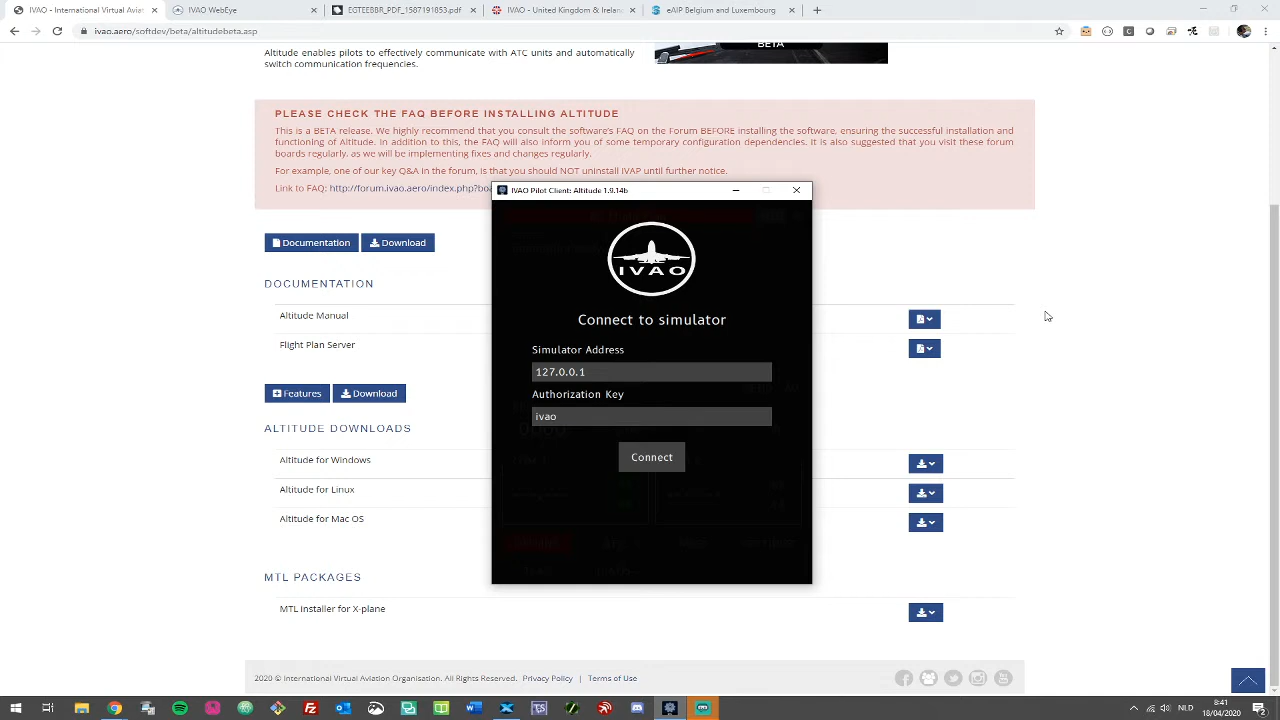 IVAO - International Virtual Aviat
IVAO WebEye
EGTEEBBR_PDF_1587191853.pdf
IVAO - United Kingdom & Irelan
eAIP Belgium and Luxembourg
ivao.aero/softdev/altitudebeta.asp
Altitude enables pilots to effectively communicate with ATC units and automatically
switch communication frequencies.
BETA
PLEASE CHECK THE FAQ BEFORE INSTALLING ALTITUDE
This is a BETA release. We highly recommend that you consult the software's FAQ on the Forum BEFORE installing the software, ensuring the successful installation and
functioning of Altitude. In addition to this, the FAQ will also inform you of some temporary configuration dependencies. It is also suggested that you visit these forum
boards regularly, as we will be implementing fixes and changes regularly.
For example, one of our key Q&A in the forum, is that you should NOT uninstall IVAP until further notice.
Link to FAQ: http://forum.ivao.aero/index.php?boa
IVAO Pilot Client: Altitude 1.9.14b
IVAO
Connect to simulator
Simulator Address
127.0.0.1
Authorization Key
ivao
Connect
Documentation
Download
DOCUMENTATION
Altitude Manual
Flight Plan Server
Features
Download
ALTITUDE DOWNLOADS
Altitude for Windows
Altitude for Linux
Altitude for Mac OS
MTL PACKAGES
MTL installer for X-plane
2020 © International Virtual Aviation Organisation. All Rights Reserved. Privacy Policy | Terms of Use
NLD
8:41
18/04/2020